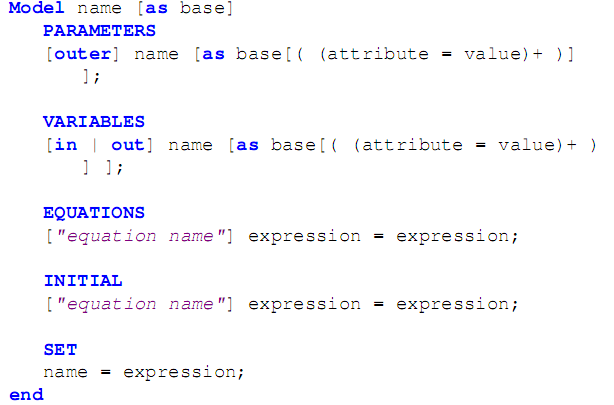 Model name [as base]
PARAMETERS
[outer] name [as base[( (attribute = value)+ )]
];
VARIABLES
[in | out] name [as base[( (attribute = value)+ )
] ];
EQUATIONS
["equation name"] expression = expression;
INITIAL
["equation name"] expression = expression;
SET
name = expression;
end